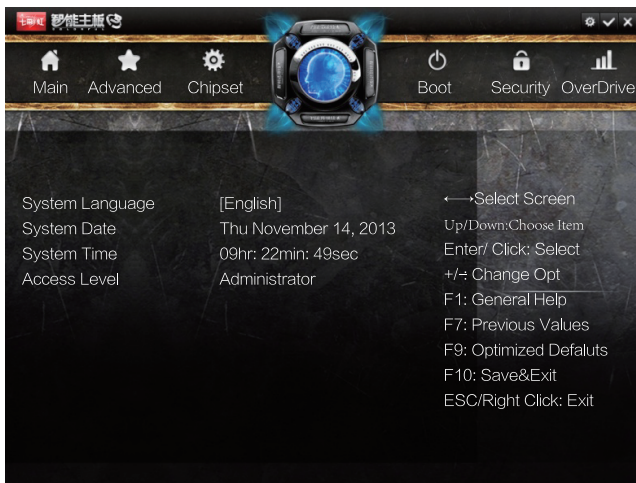 七彩虹 智能主板
Main Advanced Chipset Boot Security OverDrive
System Language [English]
System Date Thu November 14, 2013
System Time 09hr: 22min: 49sec
Access Level Administrator
←→Select Screen
Up/Down:Choose Item
Enter/ Click: Select
+/-: Change Opt
F1: General Help
F7: Previous Values
F9: Optimized Defaluts
F10: Save&Exit
ESC/Right Click: Exit